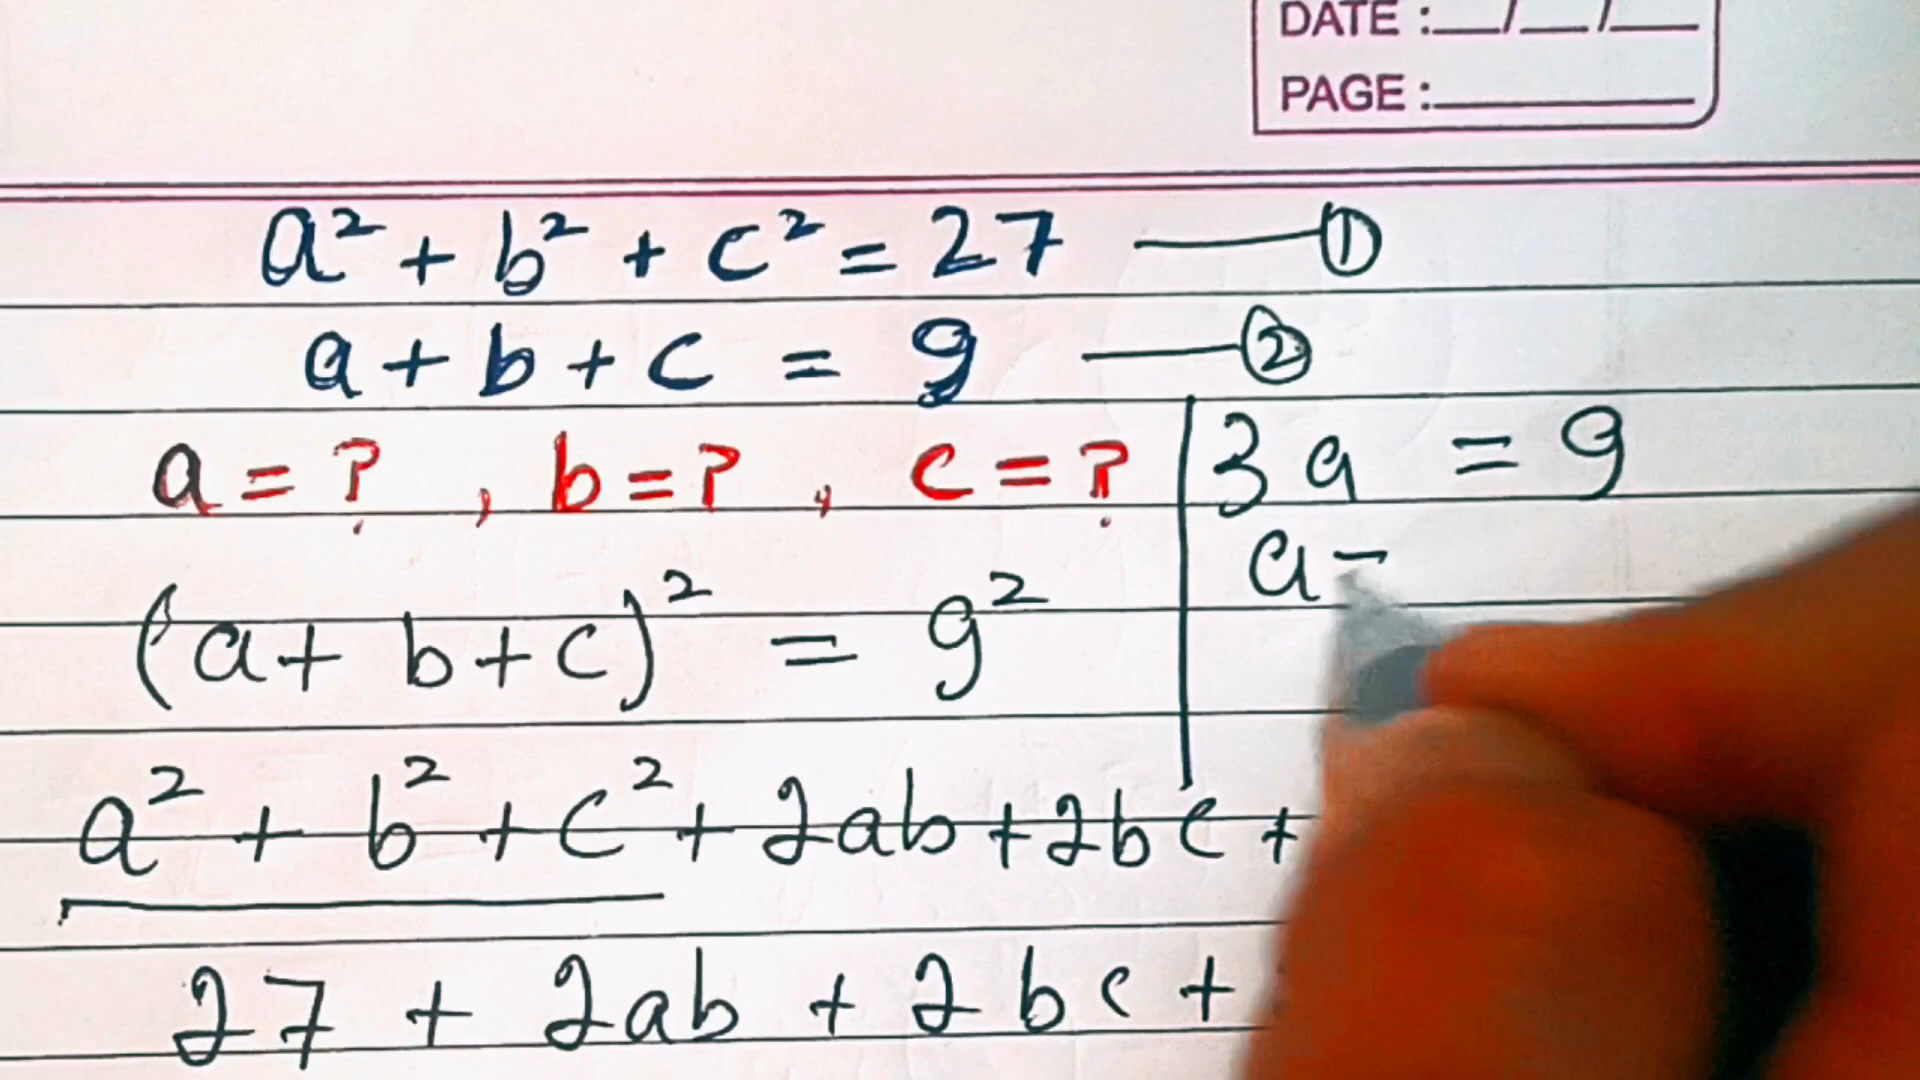 DATE :__/__/__
PAGE :______
a² + b² + c² = 27 —— ①
a + b + c = 9 —— ②
a = ? , b = ? , c = ?
3a = 9
a =
(a + b + c)² = 9²
a² + b² + c² + 2ab + 2bc +
27 + 2ab + 2bc +